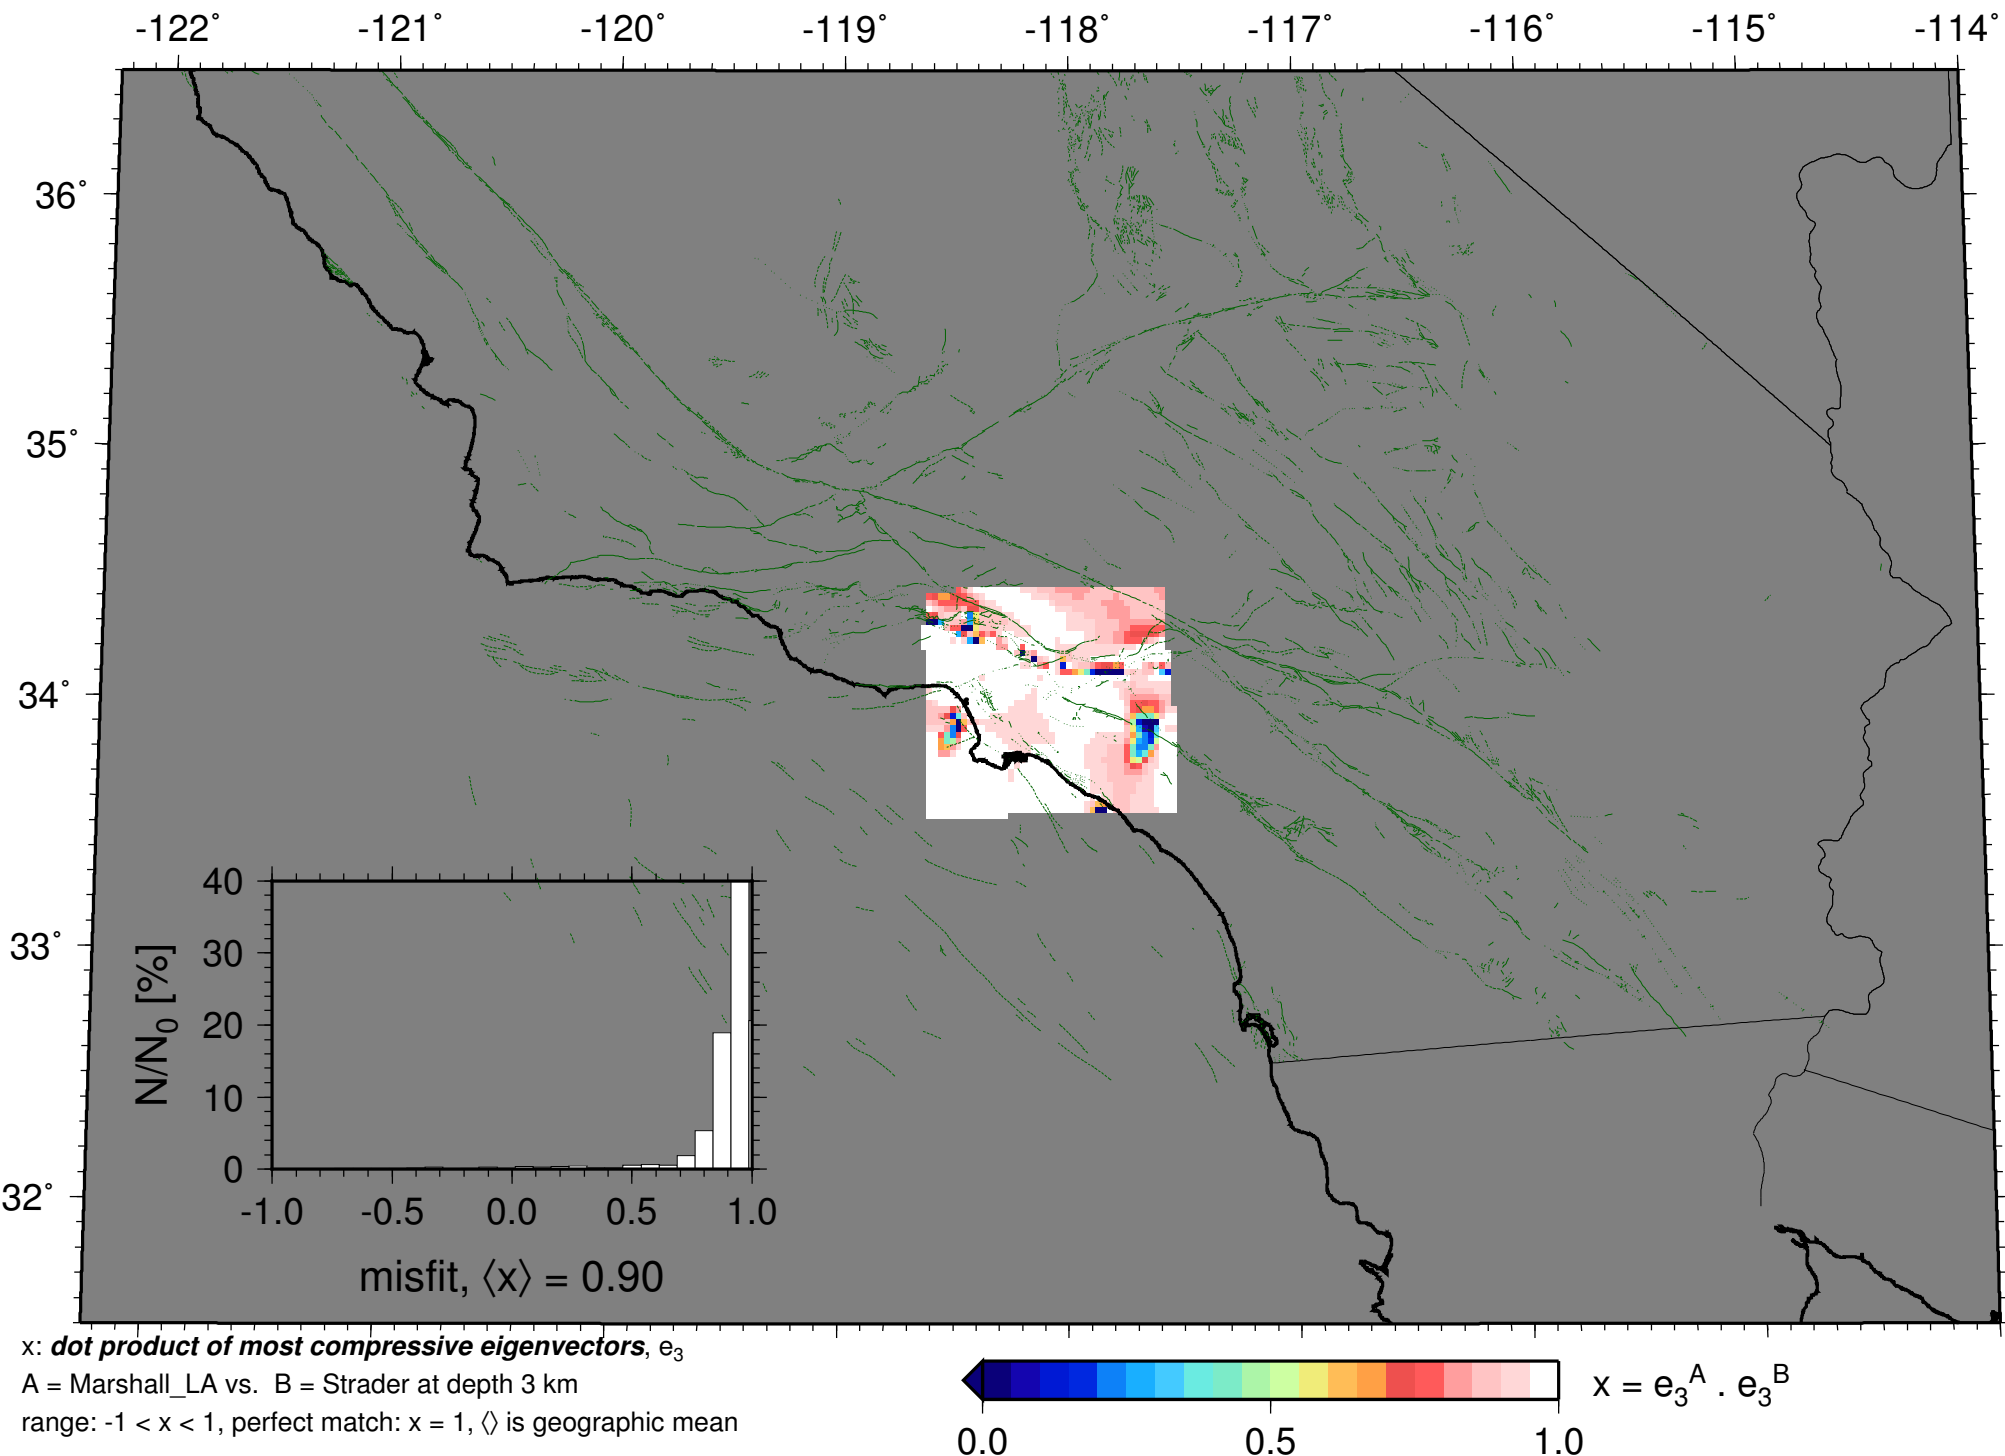 -122° -121° -120° -119° -118° -117° -116° -115° -114°
36°
35°
34°
33°
32°
40
30
20
10
0
N/N0 [%]
-1.0 -0.5 0.0 0.5 1.0
misfit, ⟨x⟩ = 0.90
x: dot product of most compressive eigenvectors, e3
A = Marshall_LA vs. B = Strader at depth 3 km
range: -1 < x < 1, perfect match: x = 1, ⟨⟩ is geographic mean
x = e3^A . e3^B
0.0 0.5 1.0